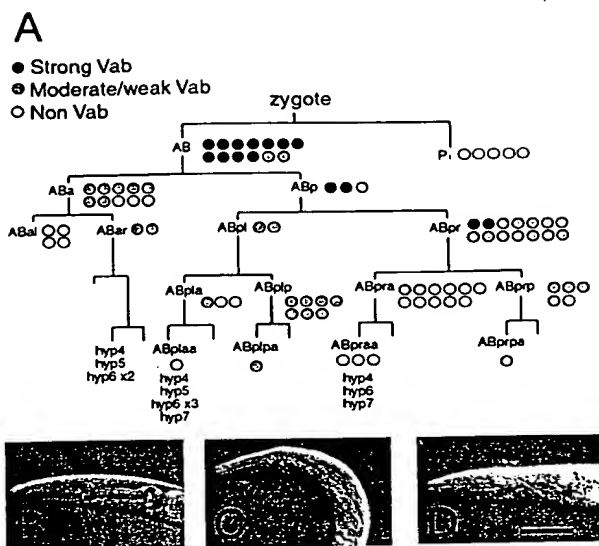 A
Strong Vab
Moderate/weak Vab
Non Vab
zygote
AB
P₁
ABa
ABp
ABal
ABar
ABpl
ABpr
ABpla
ABplp
ABpra
ABprp
hyp4
hyp5
hyp6 x2
ABplaa
hyp4
hyp5
hyp6 x3
hyp7
ABplpa
ABpraa
hyp4
hyp6
hyp7
ABprpa
B
C
D